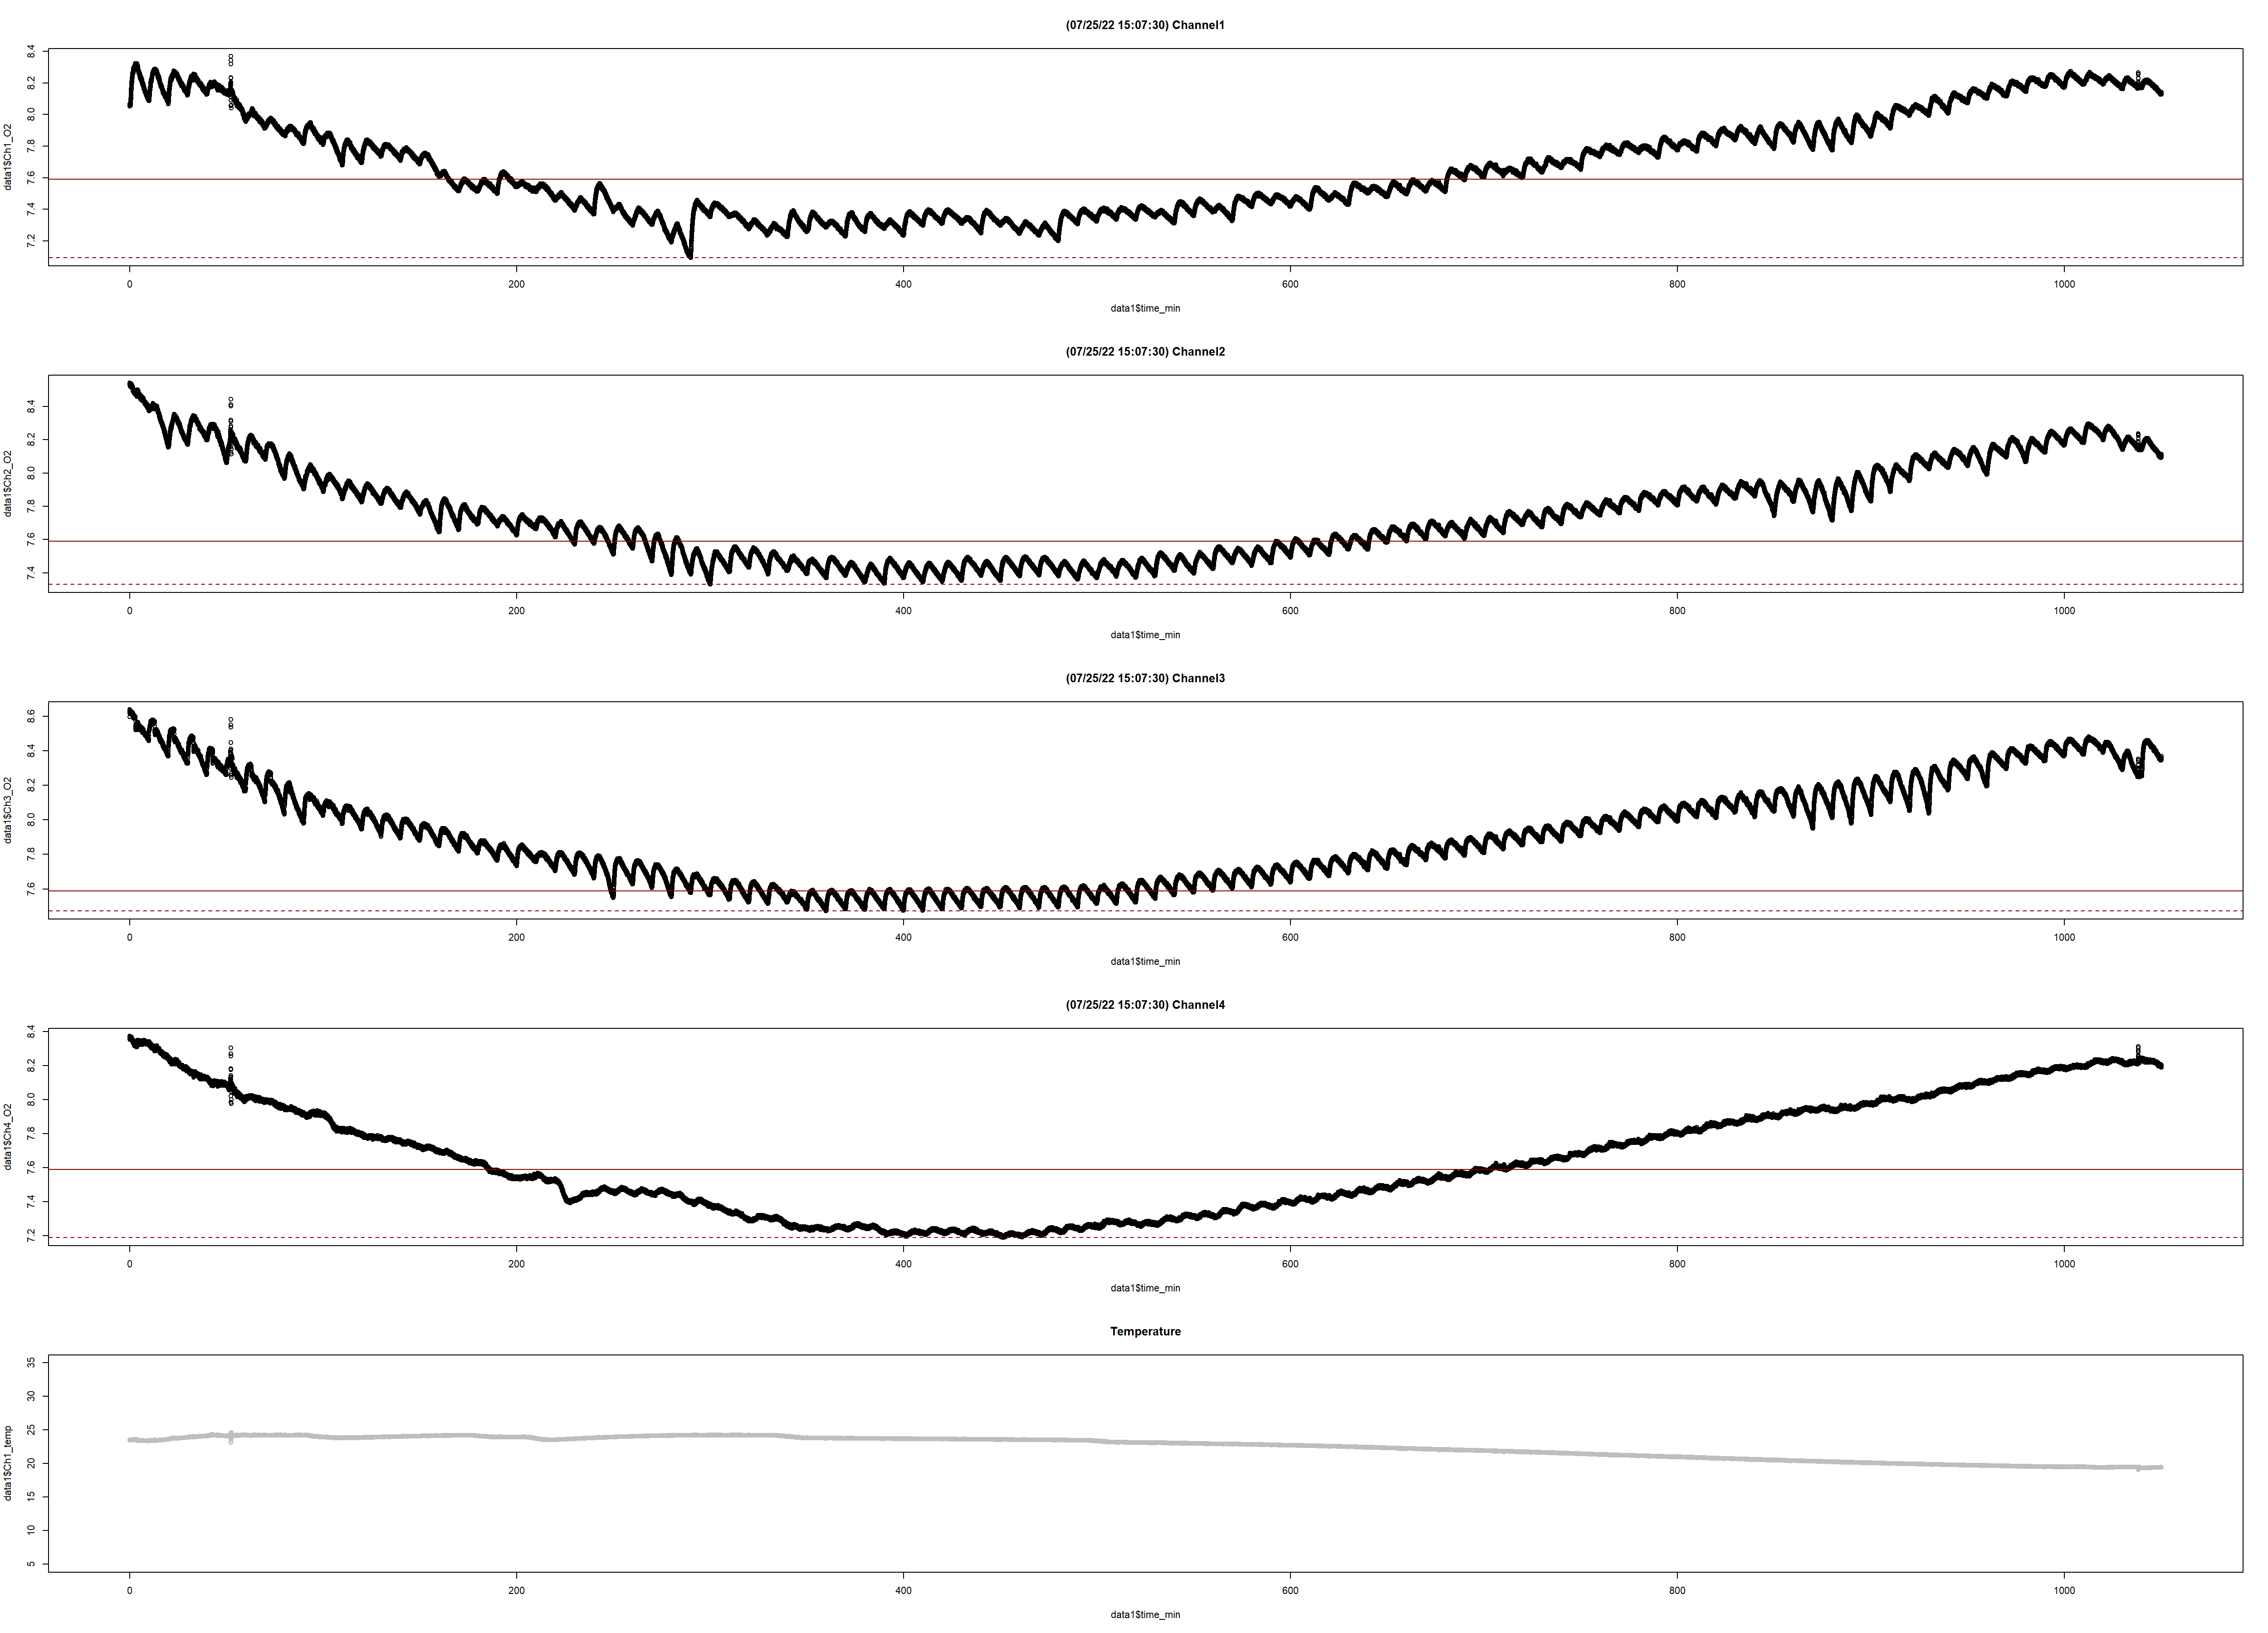 (07/25/22 15:07:30) Channel1
8.4
8.2
8.0
7.8
7.6
7.4
7.2
data1$Ch1_O2
0 200 400 600 800 1000
data1$time_min
(07/25/22 15:07:30) Channel2
8.4
8.2
8.0
7.8
7.6
7.4
data1$Ch2_O2
0 200 400 600 800 1000
data1$time_min
(07/25/22 15:07:30) Channel3
8.6
8.4
8.2
8.0
7.8
7.6
data1$Ch3_O2
0 200 400 600 800 1000
data1$time_min
(07/25/22 15:07:30) Channel4
8.4
8.2
8.0
7.8
7.6
7.4
7.2
data1$Ch4_O2
0 200 400 600 800 1000
data1$time_min
Temperature
35
30
25
20
15
10
5
data1$Ch1_temp
0 200 400 600 800 1000
data1$time_min